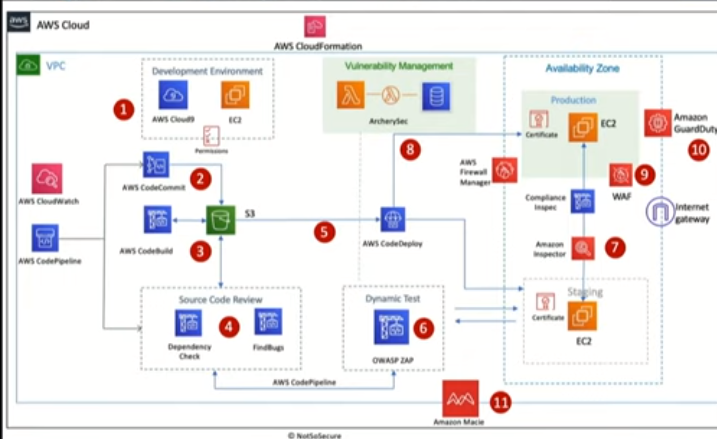 aws
AWS Cloud
AWS CloudFormation
VPC
Development Environment
Vulnerability Management
Availability Zone
1
AWS Cloud9
EC2
ArcherySec
Production
Certificate
EC2
Amazon
GuardDuty
10
Permissions
8
2
AWS CodeCommit
AWS
Firewall
Manager
9
WAF
AWS CloudWatch
Compliance
Inspec
Internet
gateway
S3
5
AWS CodeDeploy
AWS CodeBuild
3
AWS CodePipeline
Amazon
Inspector
7
Source Code Review
4
Dependency
Check
FindBugs
Dynamic Test
6
OWASP ZAP
Staging
Certificate
EC2
AWS CodePipeline
11
Amazon Macie
© NotSoSecure